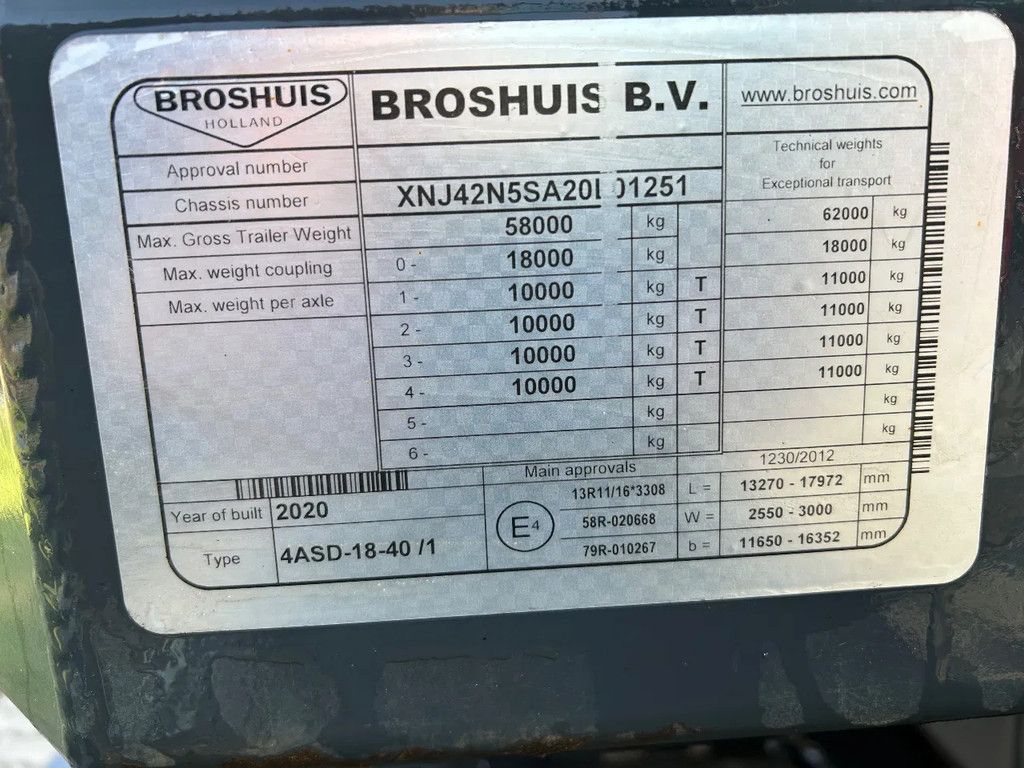 BROSHUIS
HOLLAND
BROSHUIS B.V.
www.broshuis.com
Technical weights
for
Exceptional transport
Approval number
Chassis number XNJ42N5SA20L01251
Max. Gross Trailer Weight 58000 kg 62000 kg
Max. weight coupling 0 - 18000 kg 18000 kg
Max. weight per axle 1 - 10000 kg T 11000 kg
2 - 10000 kg T 11000 kg
3 - 10000 kg T 11000 kg
4 - 10000 kg T 11000 kg
5 - kg kg
6 - kg kg
Main approvals 1230/2012
Year of built 2020
Type 4ASD-18-40 /1
E4
13R11/16*3308 L = 13270 - 17972 mm
58R-020668 W = 2550 - 3000 mm
79R-010267 b = 11650 - 16352 mm